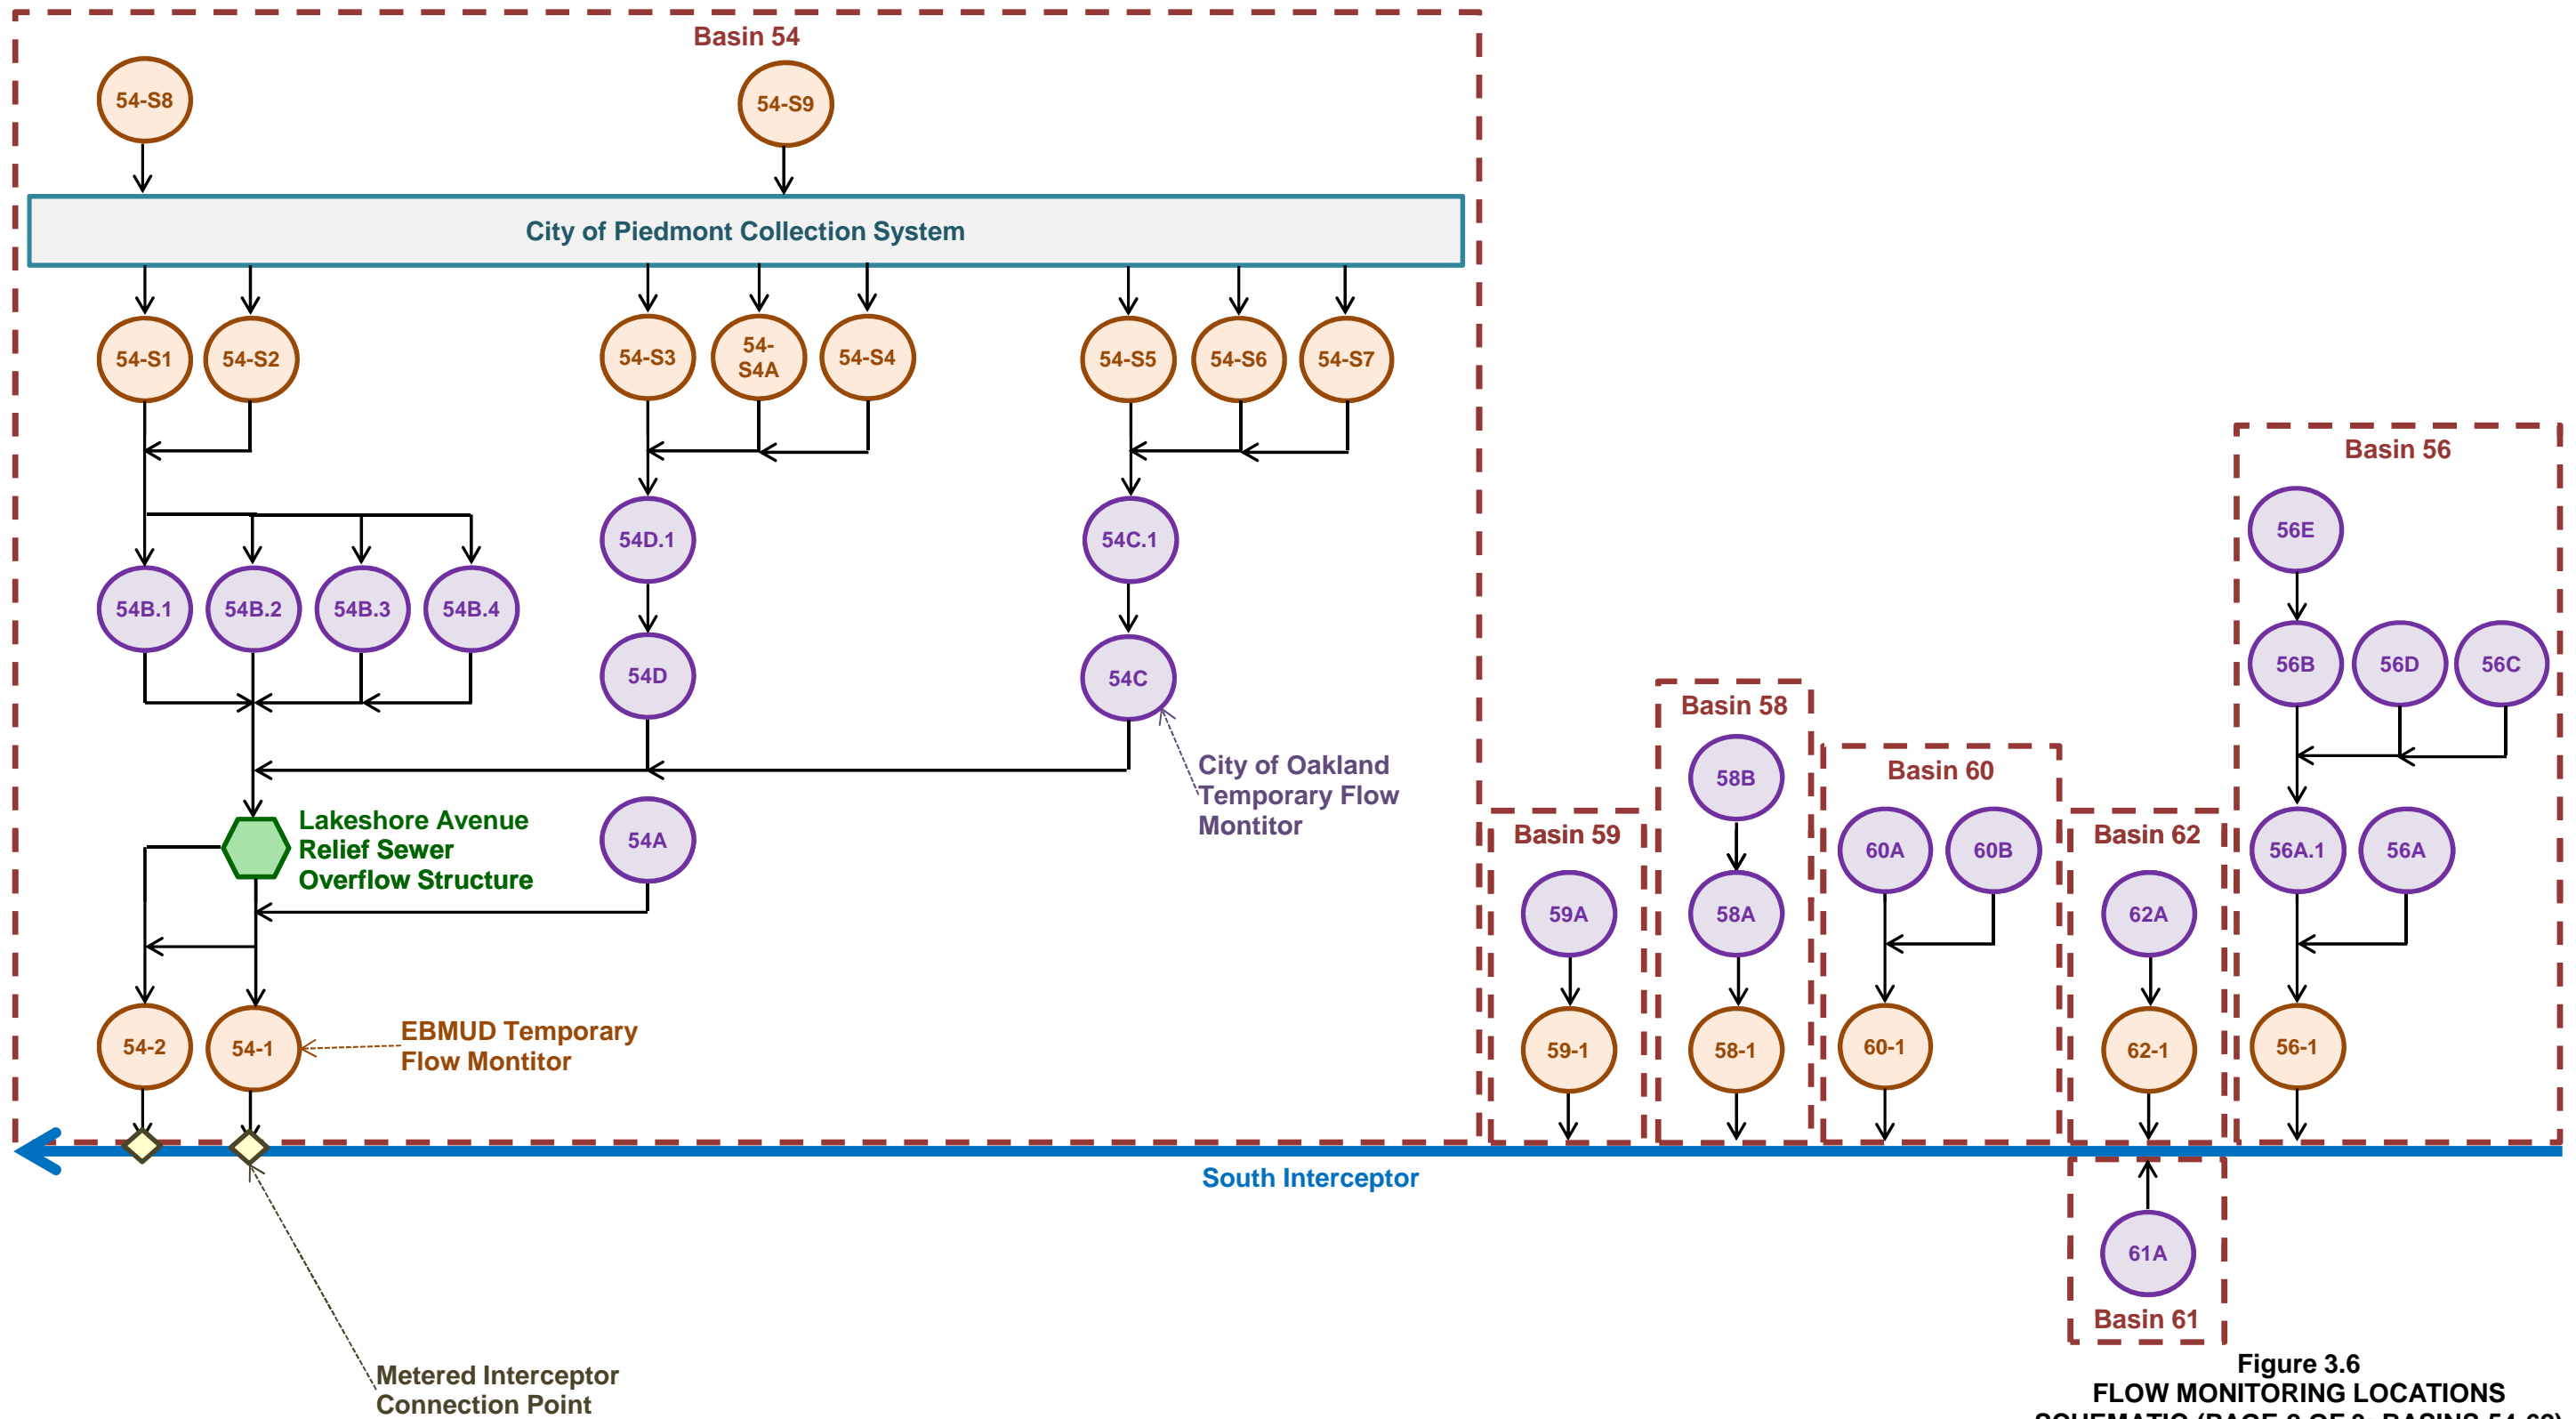 Basin 54
54-S8
54-S9
City of Piedmont Collection System
54-S1
54-S2
54-S3
54-
S4A
54-S4
54-S5
54-S6
54-S7
54D.1
54C.1
54B.1
54B.2
54B.3
54B.4
54D
54C
City of Oakland
Temporary Flow
Montitor
Lakeshore Avenue
Relief Sewer
Overflow Structure
54A
54-2
54-1
EBMUD Temporary
Flow Montitor
Basin 59
59A
59-1
Basin 58
58B
58A
58-1
Basin 60
60A
60B
60-1
Basin 62
62A
62-1
Basin 56
56E
56B
56D
56C
56A.1
56A
56-1
South Interceptor
61A
Basin 61
Metered Interceptor
Connection Point
Figure 3.6
FLOW MONITORING LOCATIONS